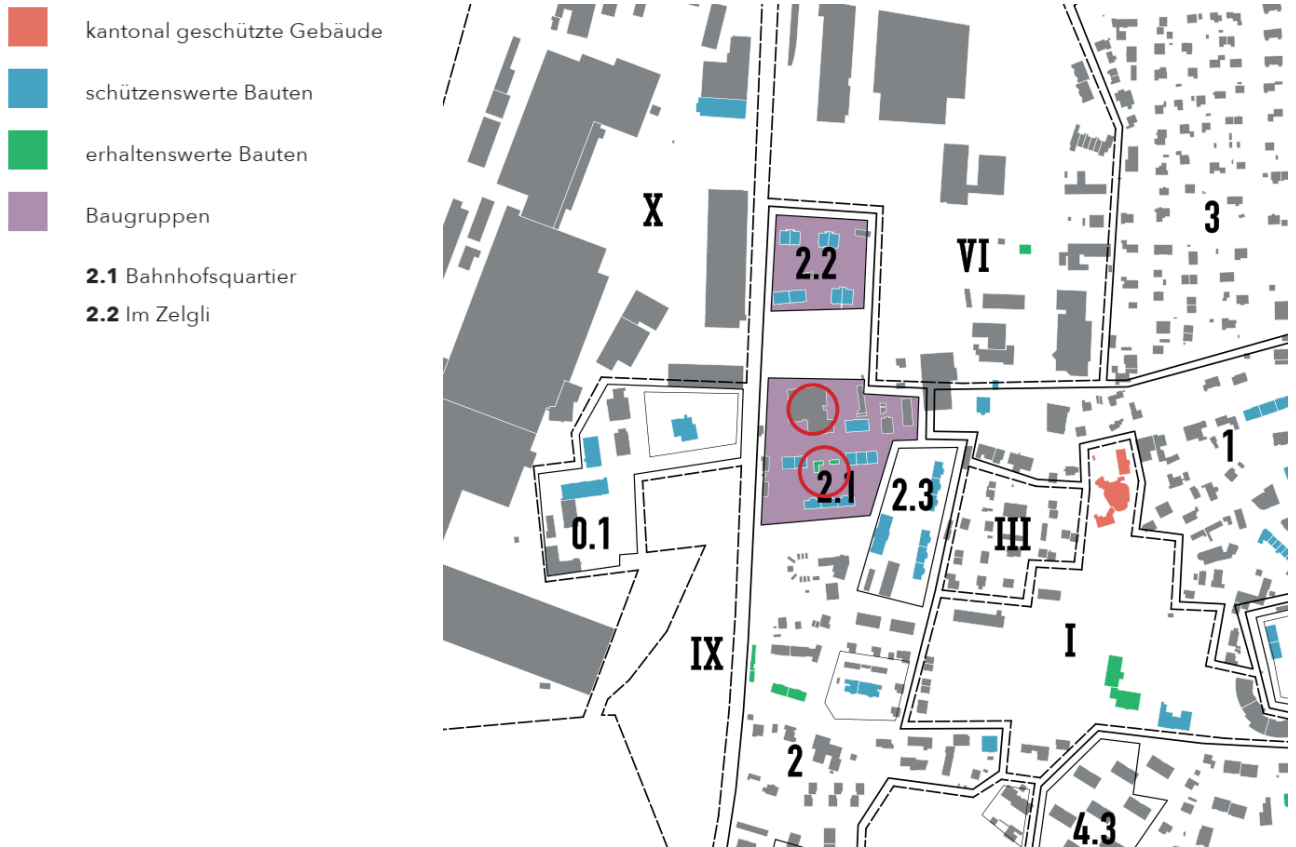 kantonal geschützte Gebäude
schützenswerte Bauten
erhaltenswerte Bauten
Baugruppen
2.1 Bahnhofsquartier
2.2 Im Zelgli
X
3
VI
2.2
1
2.1
2.3
0.1
III
IX
I
2
4.3